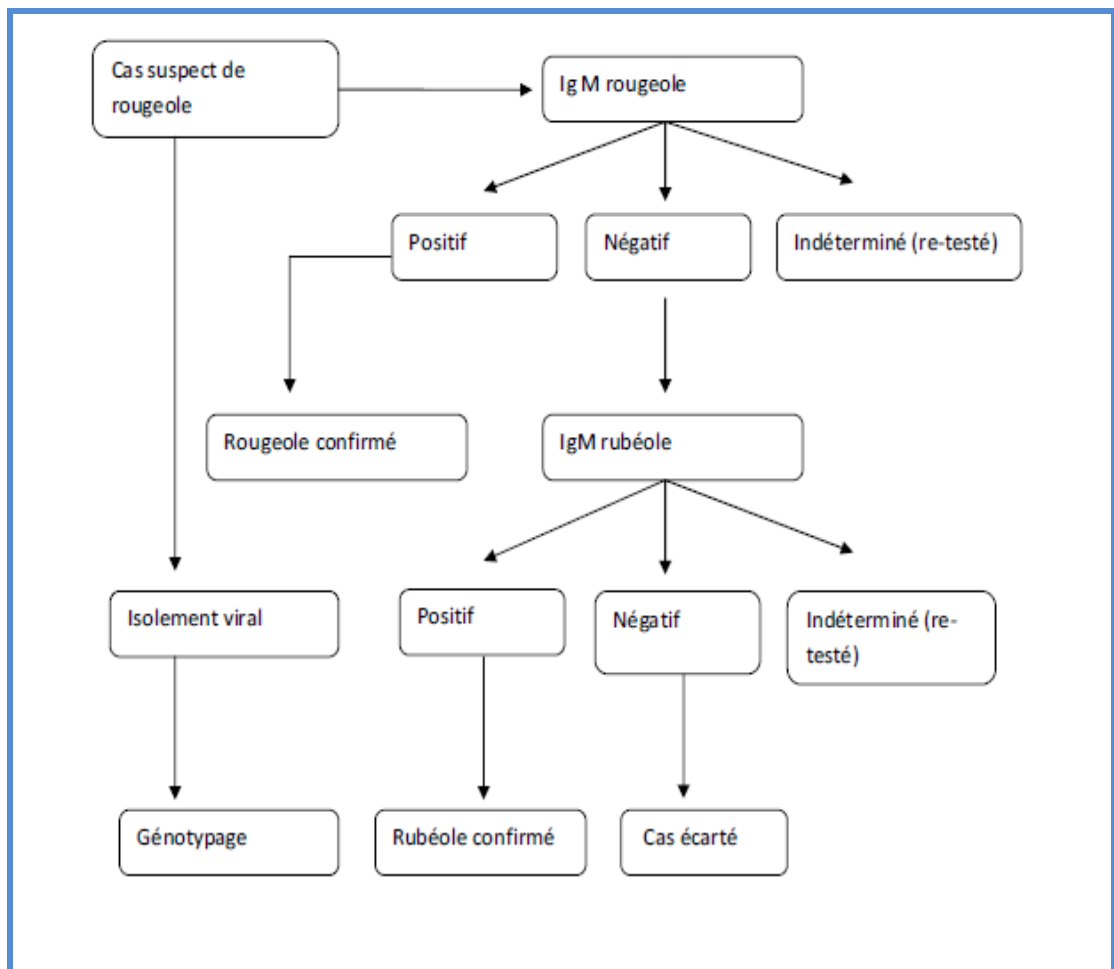 Cas suspect de
rougeole
Ig M rougeole
Positif
Négatif
Indéterminé (re-testé)
Rougeole confirmé
IgM rubéole
Isolement viral
Positif
Négatif
Indéterminé (re-
testé)
Génotypage
Rubéole confirmé
Cas écarté